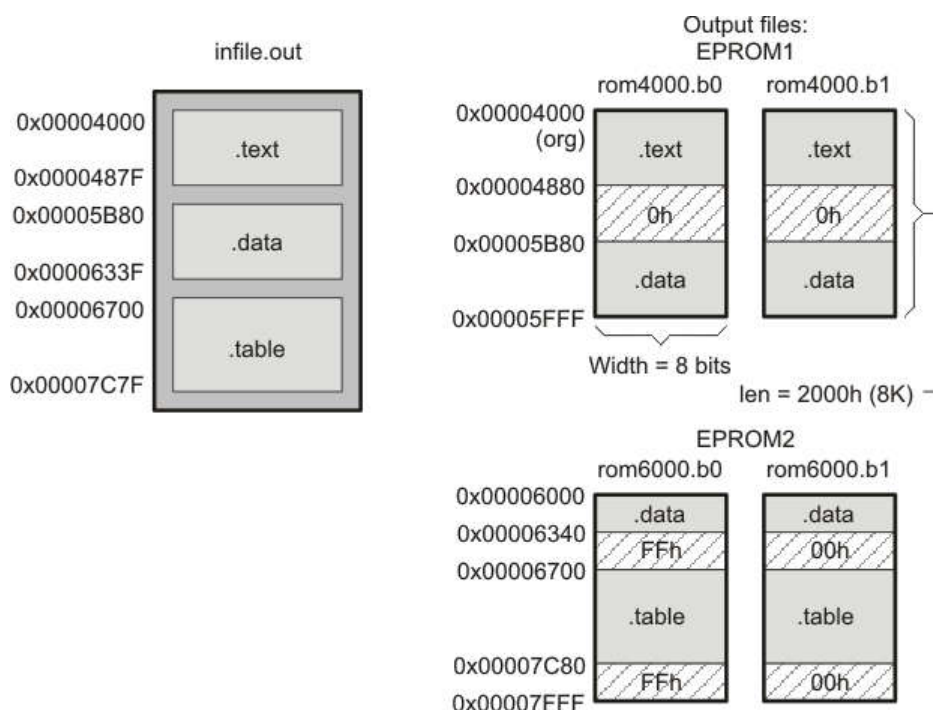 infile.out
0x00004000
.text
0x0000487F
0x00005B80
.data
0x0000633F
0x00006700
.table
0x00007C7F
Output files:
EPROM1
rom4000.b0
rom4000.b1
0x00004000
(org)
.text
.text
0x00004880
0h
0h
0x00005B80
.data
.data
0x00005FFF
Width = 8 bits
len = 2000h (8K)
EPROM2
rom6000.b0
rom6000.b1
0x00006000
.data
.data
0x00006340
FFh
00h
0x00006700
.table
.table
0x00007C80
FFh
00h
0x00007FFF